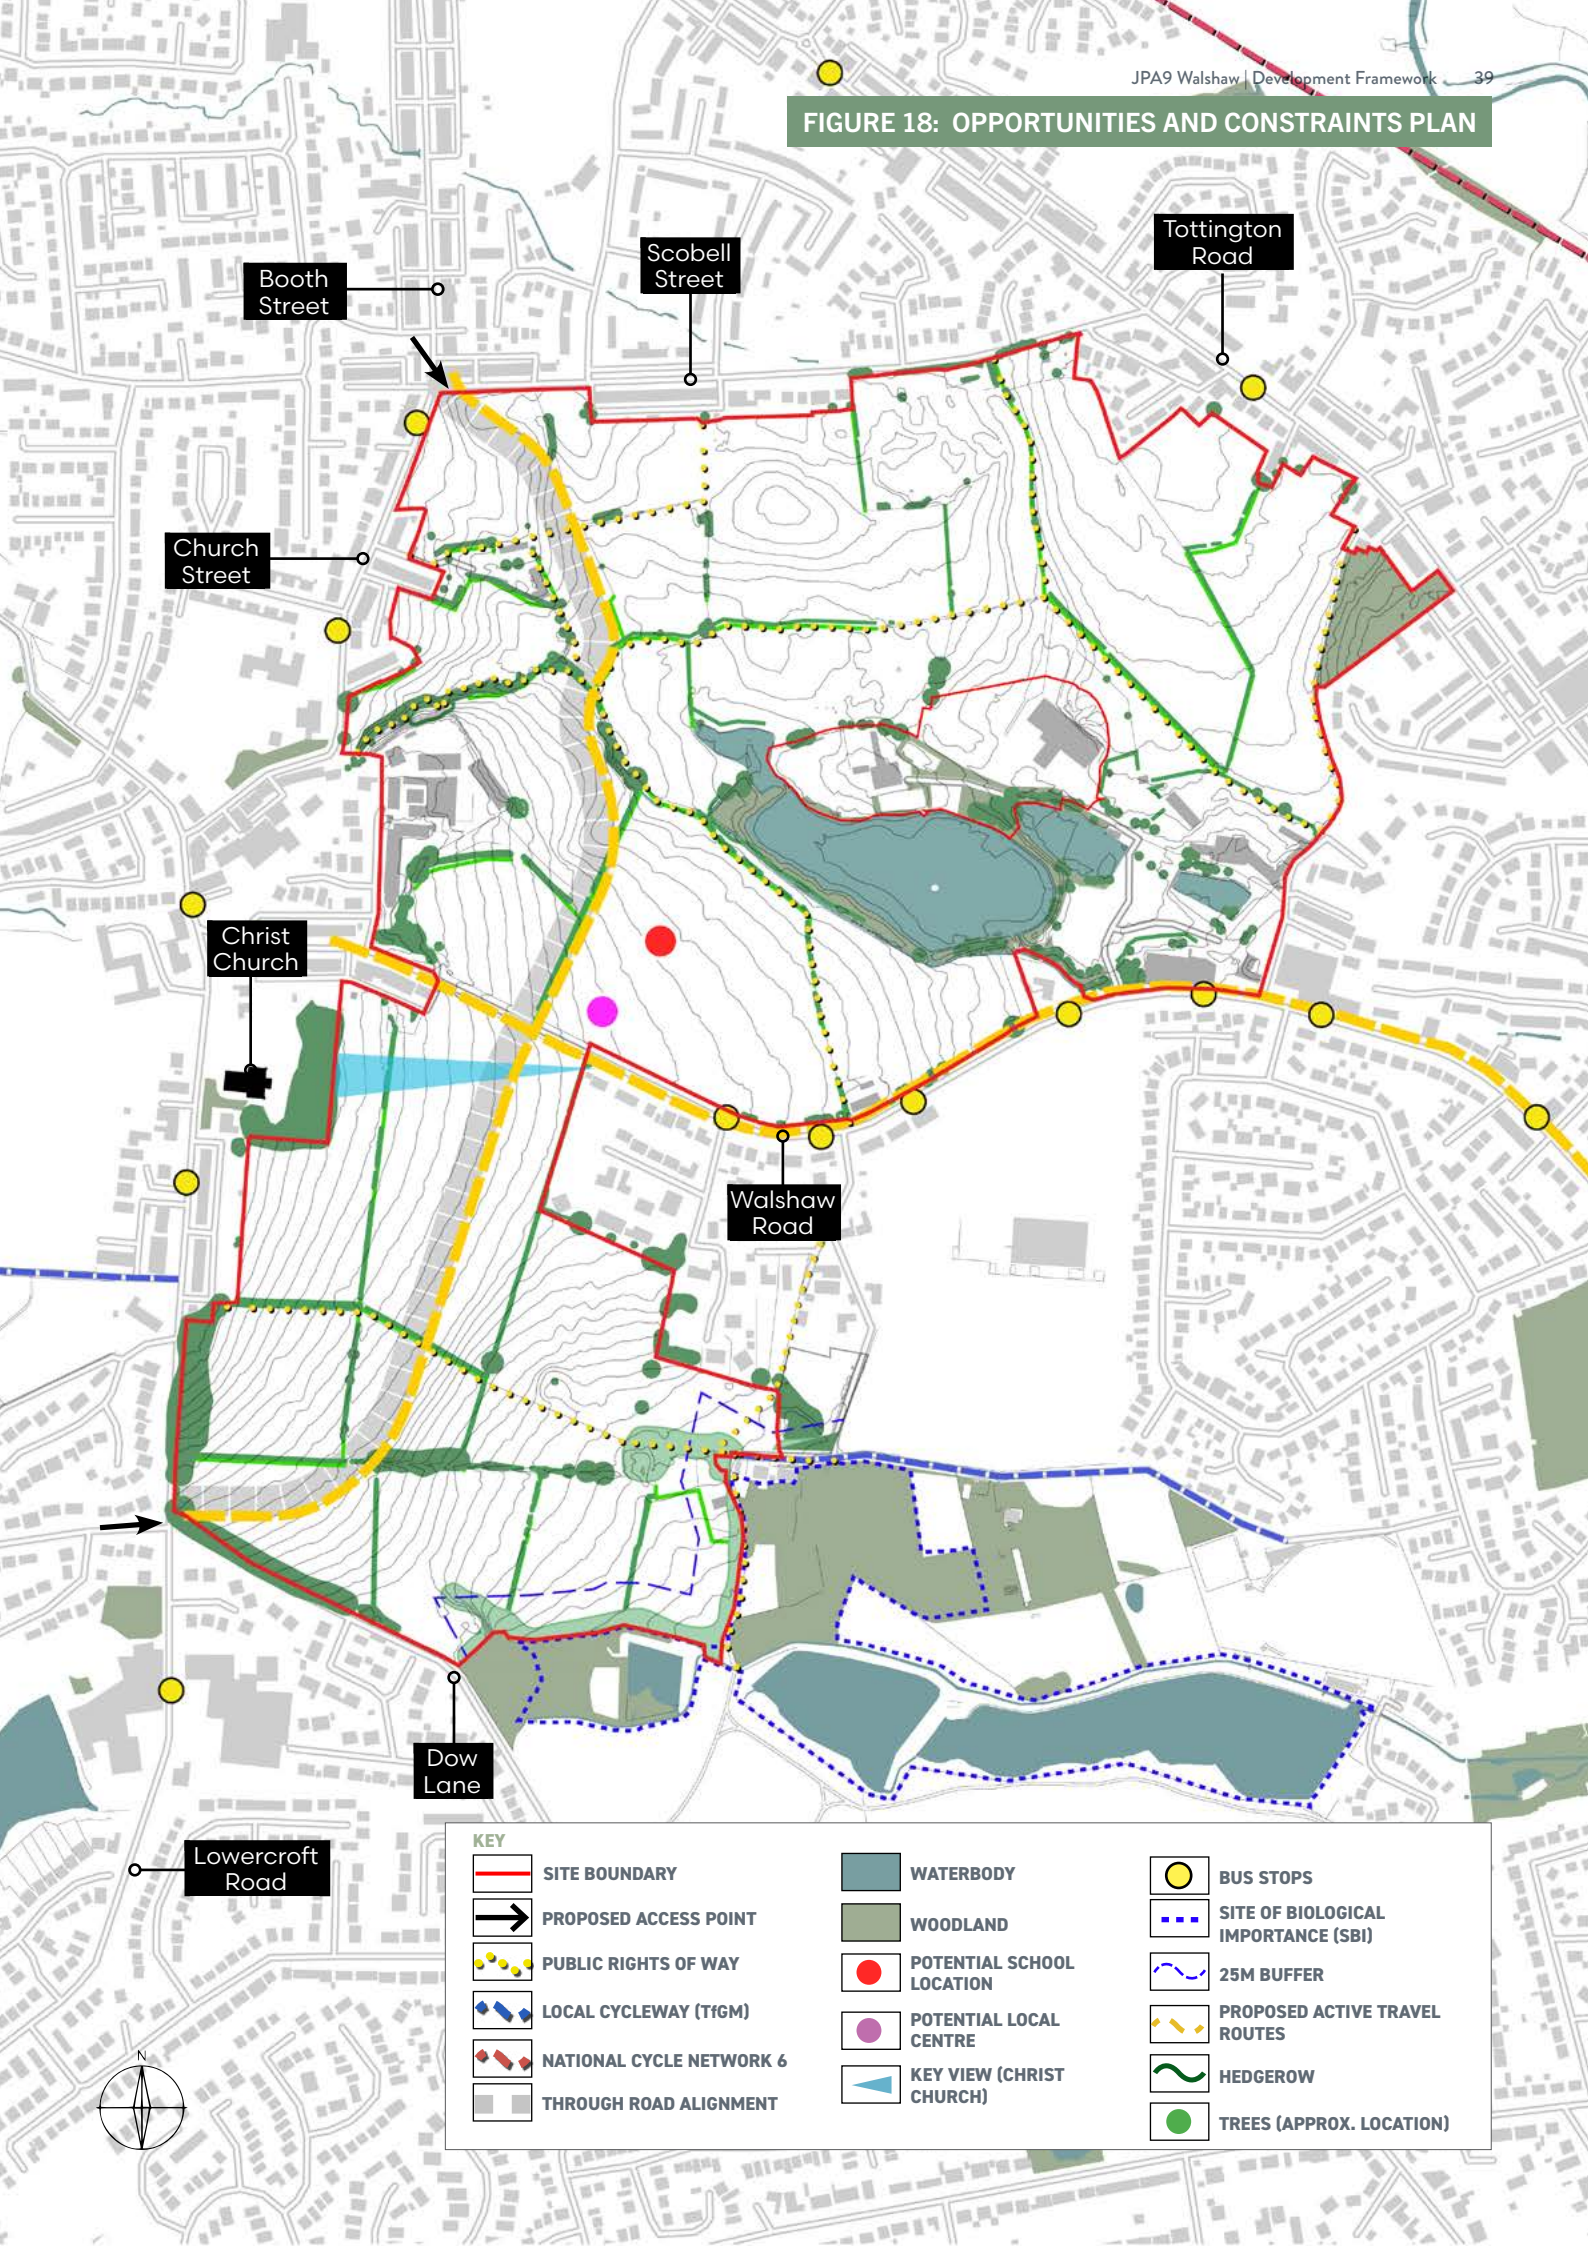 JPA9 Walshaw | Development Framework 39
FIGURE 18: OPPORTUNITIES AND CONSTRAINTS PLAN
Tottington
Road
Scobell
Street
Booth
Street
Church
Street
Christ
Church
Walshaw
Road
Dow
Lane
Lowercroft
Road
KEY
SITE BOUNDARY
PROPOSED ACCESS POINT
PUBLIC RIGHTS OF WAY
LOCAL CYCLEWAY (TfGM)
NATIONAL CYCLE NETWORK 6
THROUGH ROAD ALIGNMENT
WATERBODY
WOODLAND
POTENTIAL SCHOOL
LOCATION
POTENTIAL LOCAL
CENTRE
KEY VIEW (CHRIST
CHURCH)
BUS STOPS
SITE OF BIOLOGICAL
IMPORTANCE (SBI)
25M BUFFER
PROPOSED ACTIVE TRAVEL
ROUTES
HEDGEROW
TREES (APPROX. LOCATION)
N